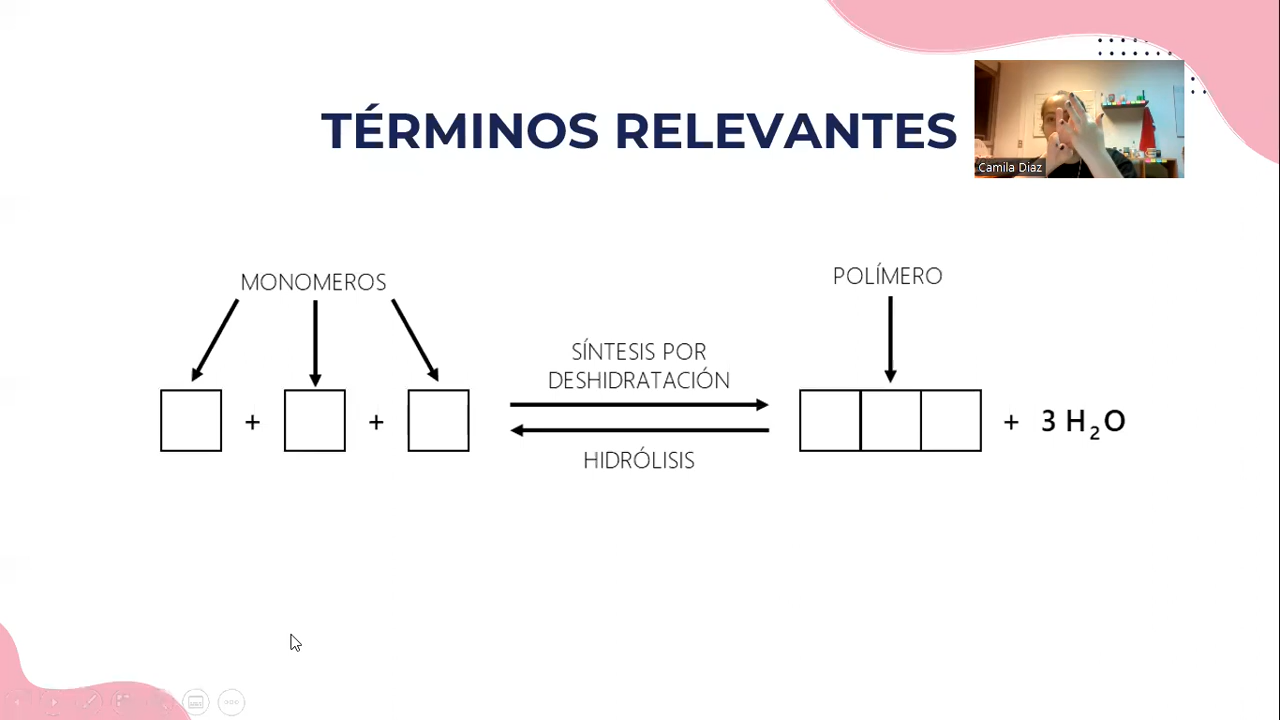 TÉRMINOS RELEVANTES
Camila Diaz
MONOMEROS
POLÍMERO
SÍNTESIS POR
DESHIDRATACIÓN
+ + + 3 H₂O
HIDRÓLISIS